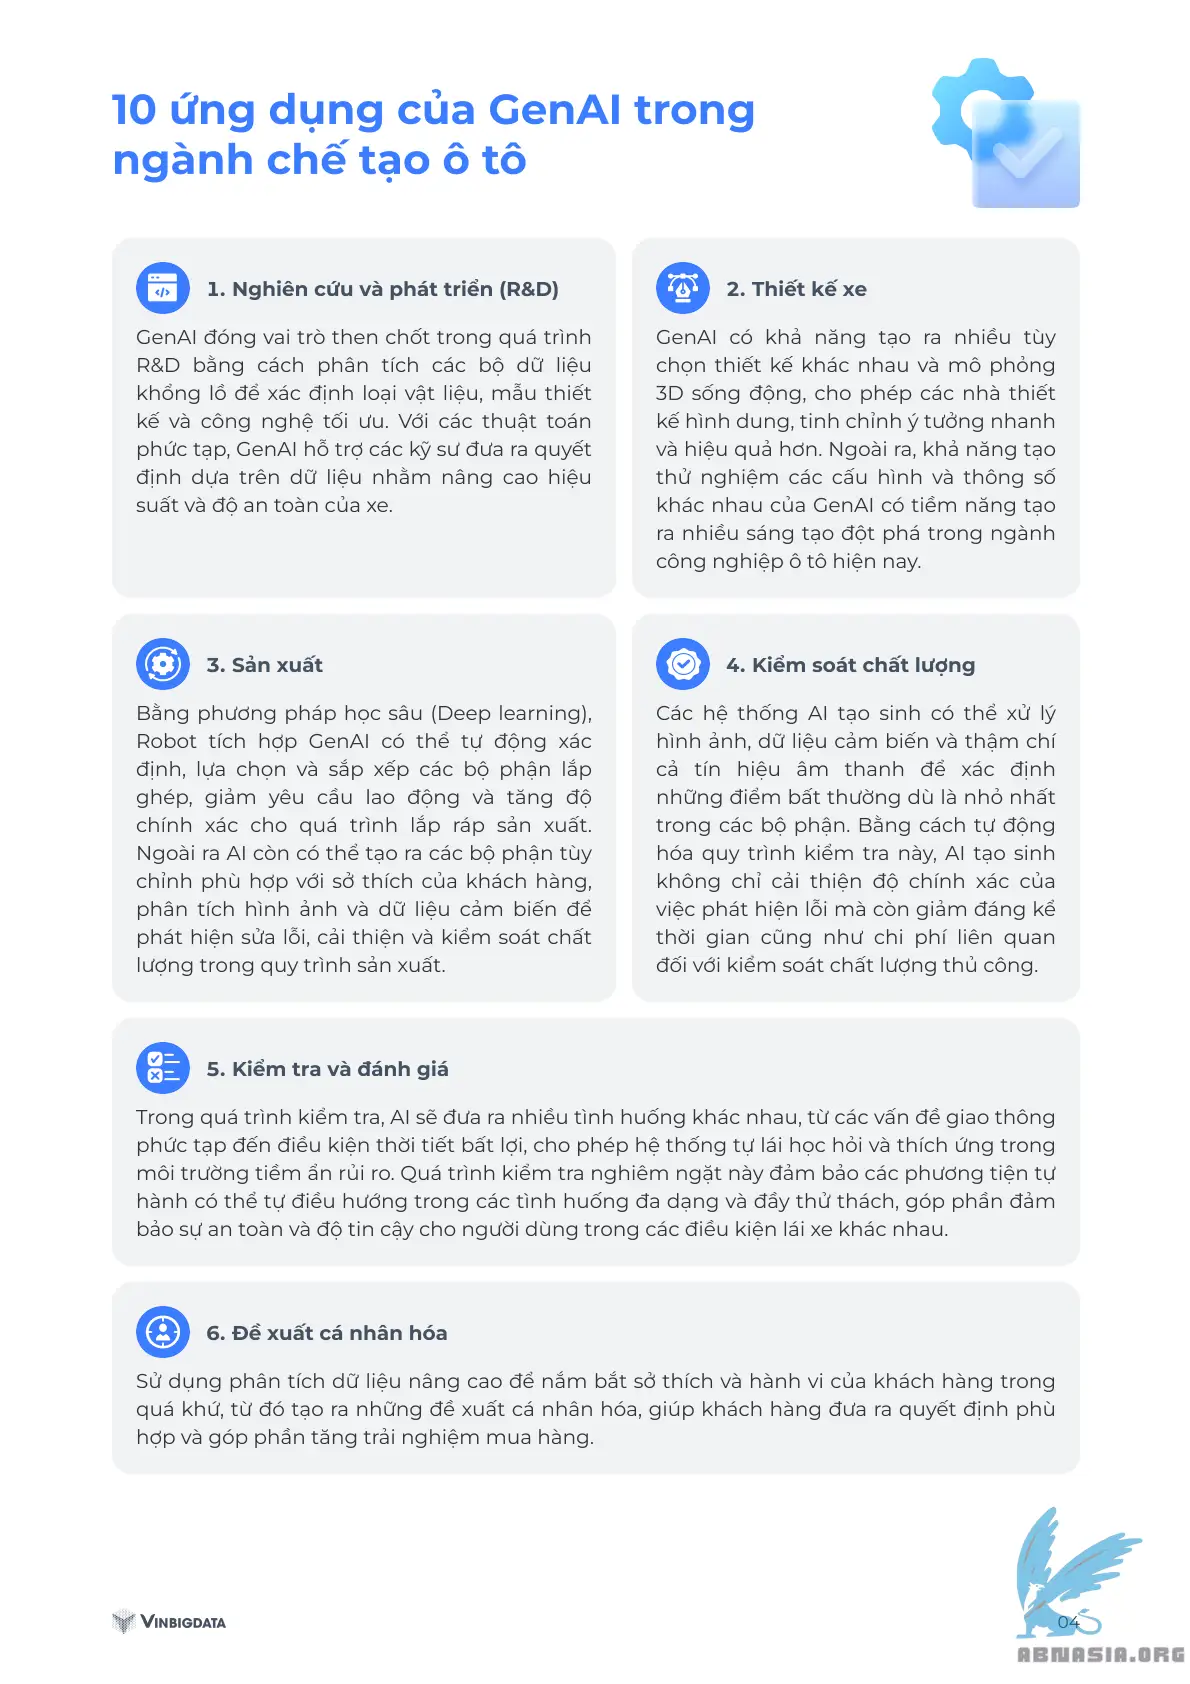 10 ứng dụng của GenAI trong
ngành chế tạo ô tô
1. Nghiên cứu và phát triển (R&D)
GenAI đóng vai trò then chốt trong quá trình
R&D bằng cách phân tích các bộ dữ liệu
khổng lồ để xác định loại vật liệu, mẫu thiết
kế và công nghệ tối ưu. Với các thuật toán
phức tạp, GenAI hỗ trợ các kỹ sư đưa ra quyết
định dựa trên dữ liệu nhằm nâng cao hiệu
suất và độ an toàn của xe.
2. Thiết kế xe
GenAI có khả năng tạo ra nhiều tùy
chọn thiết kế khác nhau và mô phỏng
3D sống động, cho phép các nhà thiết
kế hình dung, tinh chỉnh ý tưởng nhanh
và hiệu quả hơn. Ngoài ra, khả năng tạo
thử nghiệm các cấu hình và thông số
khác nhau của GenAI có tiềm năng tạo
ra nhiều sáng tạo đột phá trong ngành
công nghiệp ô tô hiện nay.
3. Sản xuất
Bằng phương pháp học sâu (Deep learning),
Robot tích hợp GenAI có thể tự động xác
định, lựa chọn và sắp xếp các bộ phận lắp
ghép, giảm yêu cầu lao động và tăng độ
chính xác cho quá trình lắp ráp sản xuất.
Ngoài ra AI còn có thể tạo ra các bộ phận tùy
chỉnh phù hợp với sở thích của khách hàng,
phân tích hình ảnh và dữ liệu cảm biến để
phát hiện sửa lỗi, cải thiện và kiểm soát chất
lượng trong quy trình sản xuất.
4. Kiểm soát chất lượng
Các hệ thống AI tạo sinh có thể xử lý
hình ảnh, dữ liệu cảm biến và thậm chí
cả tín hiệu âm thanh để xác định
những điểm bất thường dù là nhỏ nhất
trong các bộ phận. Bằng cách tự động
hóa quy trình kiểm tra này, AI tạo sinh
không chỉ cải thiện độ chính xác của
việc phát hiện lỗi mà còn giảm đáng kể
thời gian cũng như chi phí liên quan
đối với kiểm soát chất lượng thủ công.
5. Kiểm tra và đánh giá
Trong quá trình kiểm tra, AI sẽ đưa ra nhiều tình huống khác nhau, từ các vấn đề giao thông
phức tạp đến điều kiện thời tiết bất lợi, cho phép hệ thống tự lái học hỏi và thích ứng trong
môi trường tiềm ẩn rủi ro. Quá trình kiểm tra nghiêm ngặt này đảm bảo các phương tiện tự
hành có thể tự điều hướng trong các tình huống đa dạng và đầy thử thách, góp phần đảm
bảo sự an toàn và độ tin cậy cho người dùng trong các điều kiện lái xe khác nhau.
6. Đề xuất cá nhân hóa
Sử dụng phân tích dữ liệu nâng cao để nắm bắt sở thích và hành vi của khách hàng trong
quá khứ, từ đó tạo ra những đề xuất cá nhân hóa, giúp khách hàng đưa ra quyết định phù
hợp và góp phần tăng trải nghiệm mua hàng.
VINBIGDATA
04
ABNASIA.ORG